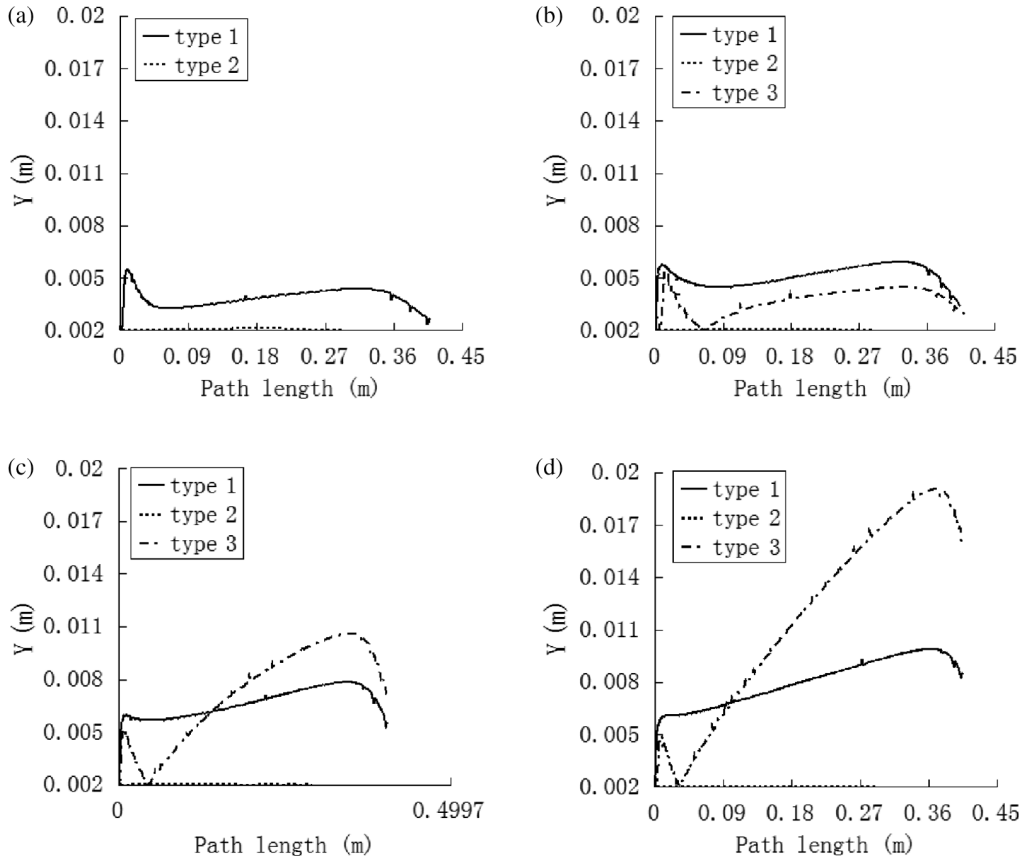 (a)
0.02
0.017
0.014
0.011
0.008
0.005
0.002
Y (m)
type 1
type 2
0 0.09 0.18 0.27 0.36 0.45
Path length (m)
(b)
0.02
0.017
0.014
0.011
0.008
0.005
0.002
Y (m)
type 1
type 2
type 3
0 0.09 0.18 0.27 0.36 0.45
Path length (m)
(c)
0.02
0.017
0.014
0.011
0.008
0.005
0.002
Y (m)
type 1
type 2
type 3
0 0.4997
Path length (m)
(d)
0.02
0.017
0.014
0.011
0.008
0.005
0.002
Y (m)
type 1
type 2
type 3
0 0.09 0.18 0.27 0.36 0.45
Path length (m)